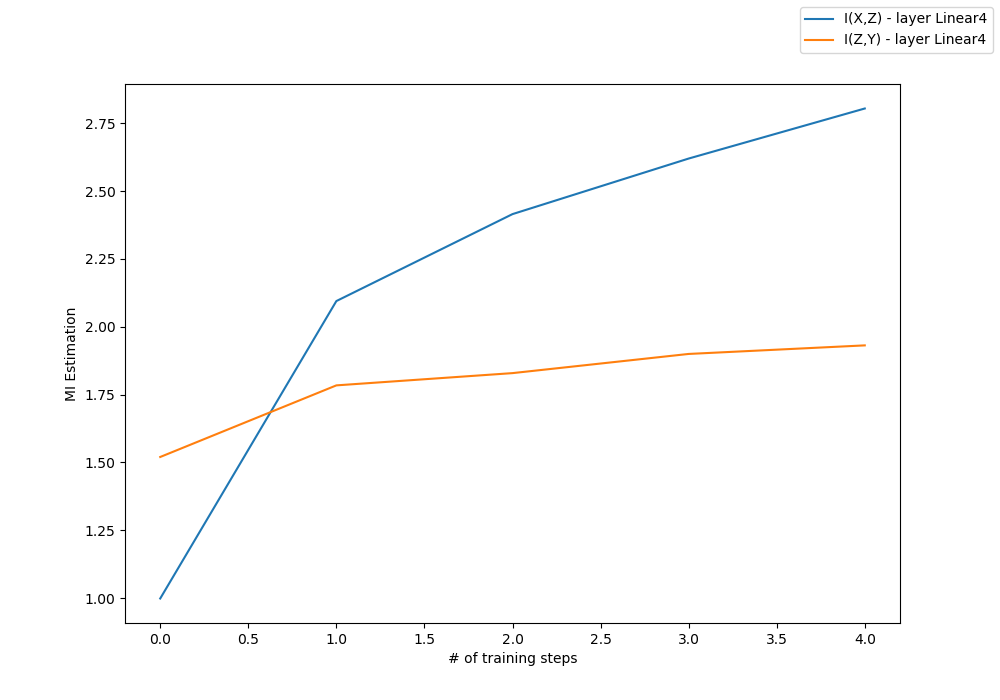 I(X,Z) - layer Linear4
I(Z,Y) - layer Linear4
2.75
2.50
2.25
2.00
1.75
1.50
1.25
1.00
MI Estimation
0.0 0.5 1.0 1.5 2.0 2.5 3.0 3.5 4.0
# of training steps